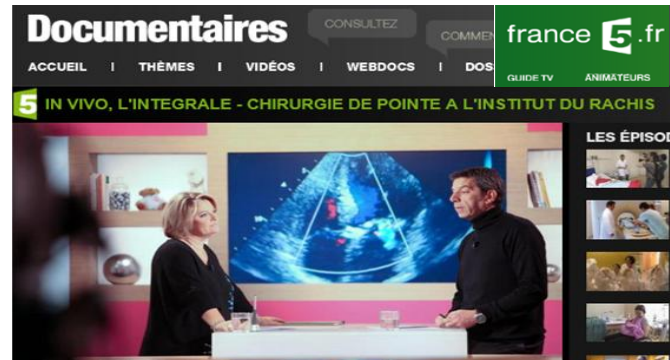 Documentaires
CONSULTEZ
COMMEN
france 5.fr
ACCUEIL | THÈMES | VIDÉOS | WEBDOCS | DOS
GUIDE TV ANIMATEURS
5 IN VIVO, L'INTEGRALE - CHIRURGIE DE POINTE A L'INSTITUT DU RACHIS
LES ÉPISOD